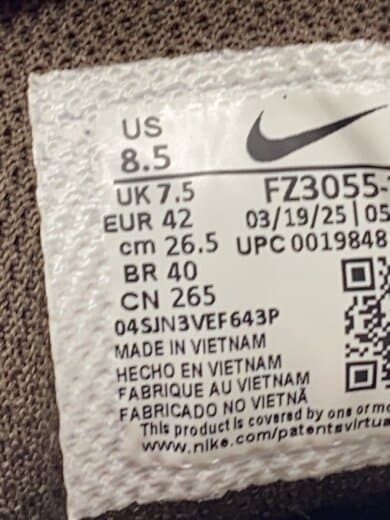 US
8.5
UK 7.5 FZ3055-
EUR 42 03/19/25 | 05
cm 26.5 UPC 0019848
BR 40
CN 265
04SJN3VEF643P
MADE IN VIETNAM
HECHO EN VIETNAM
FABRIQUE AU VIETNAM
FABRICADO NO VIETNÃ
This product is covered by one or mo
www.nike.com/patentsvirtua